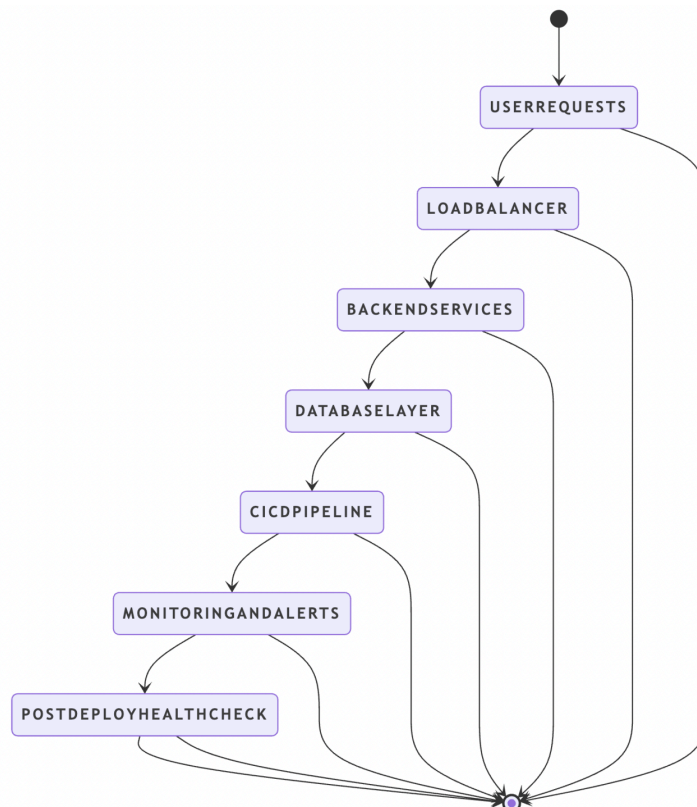 USERREQUESTS
LOADBALANCER
BACKENDSERVICES
DATABASELAYER
CICDPIPELINE
MONITORINGANDALERTS
POSTDEPLOYHEALTHCHECK